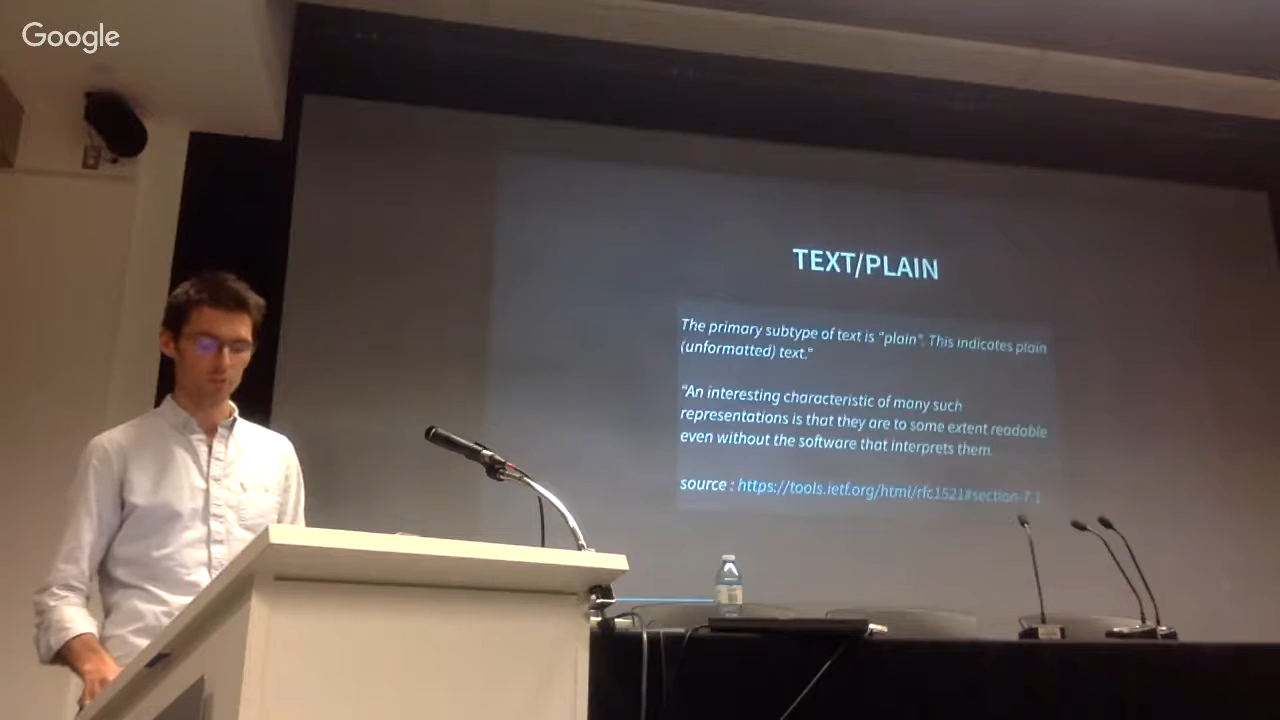 Google
TEXT/PLAIN
The primary subtype of text is "plain". This indicates plain
(unformatted) text."
"An interesting characteristic of many such
representations is that they are to some extent readable
even without the software that interprets them.
source : https://tools.ietf.org/html/rfc1521#section-7.1